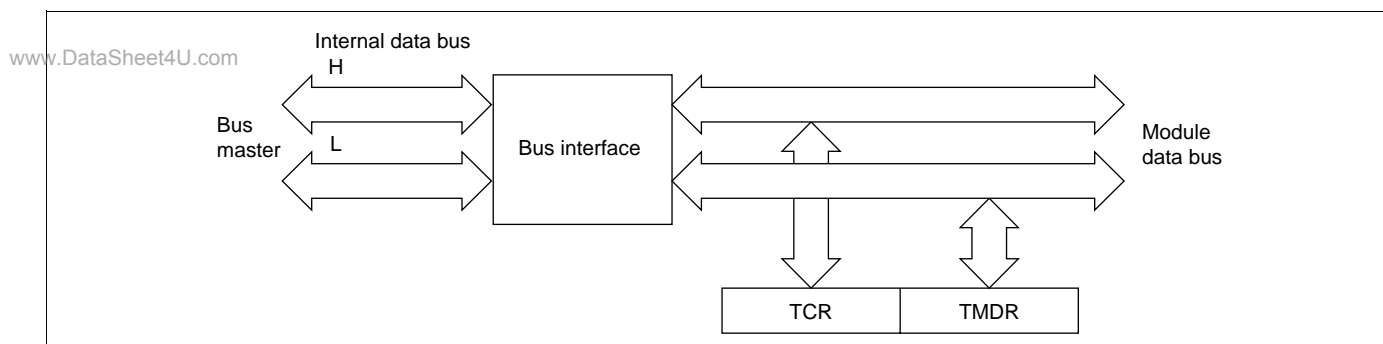 www.DataSheet4U.com
Internal data bus
H
Bus
master
L
Bus interface
Module
data bus
TCR
TMDR